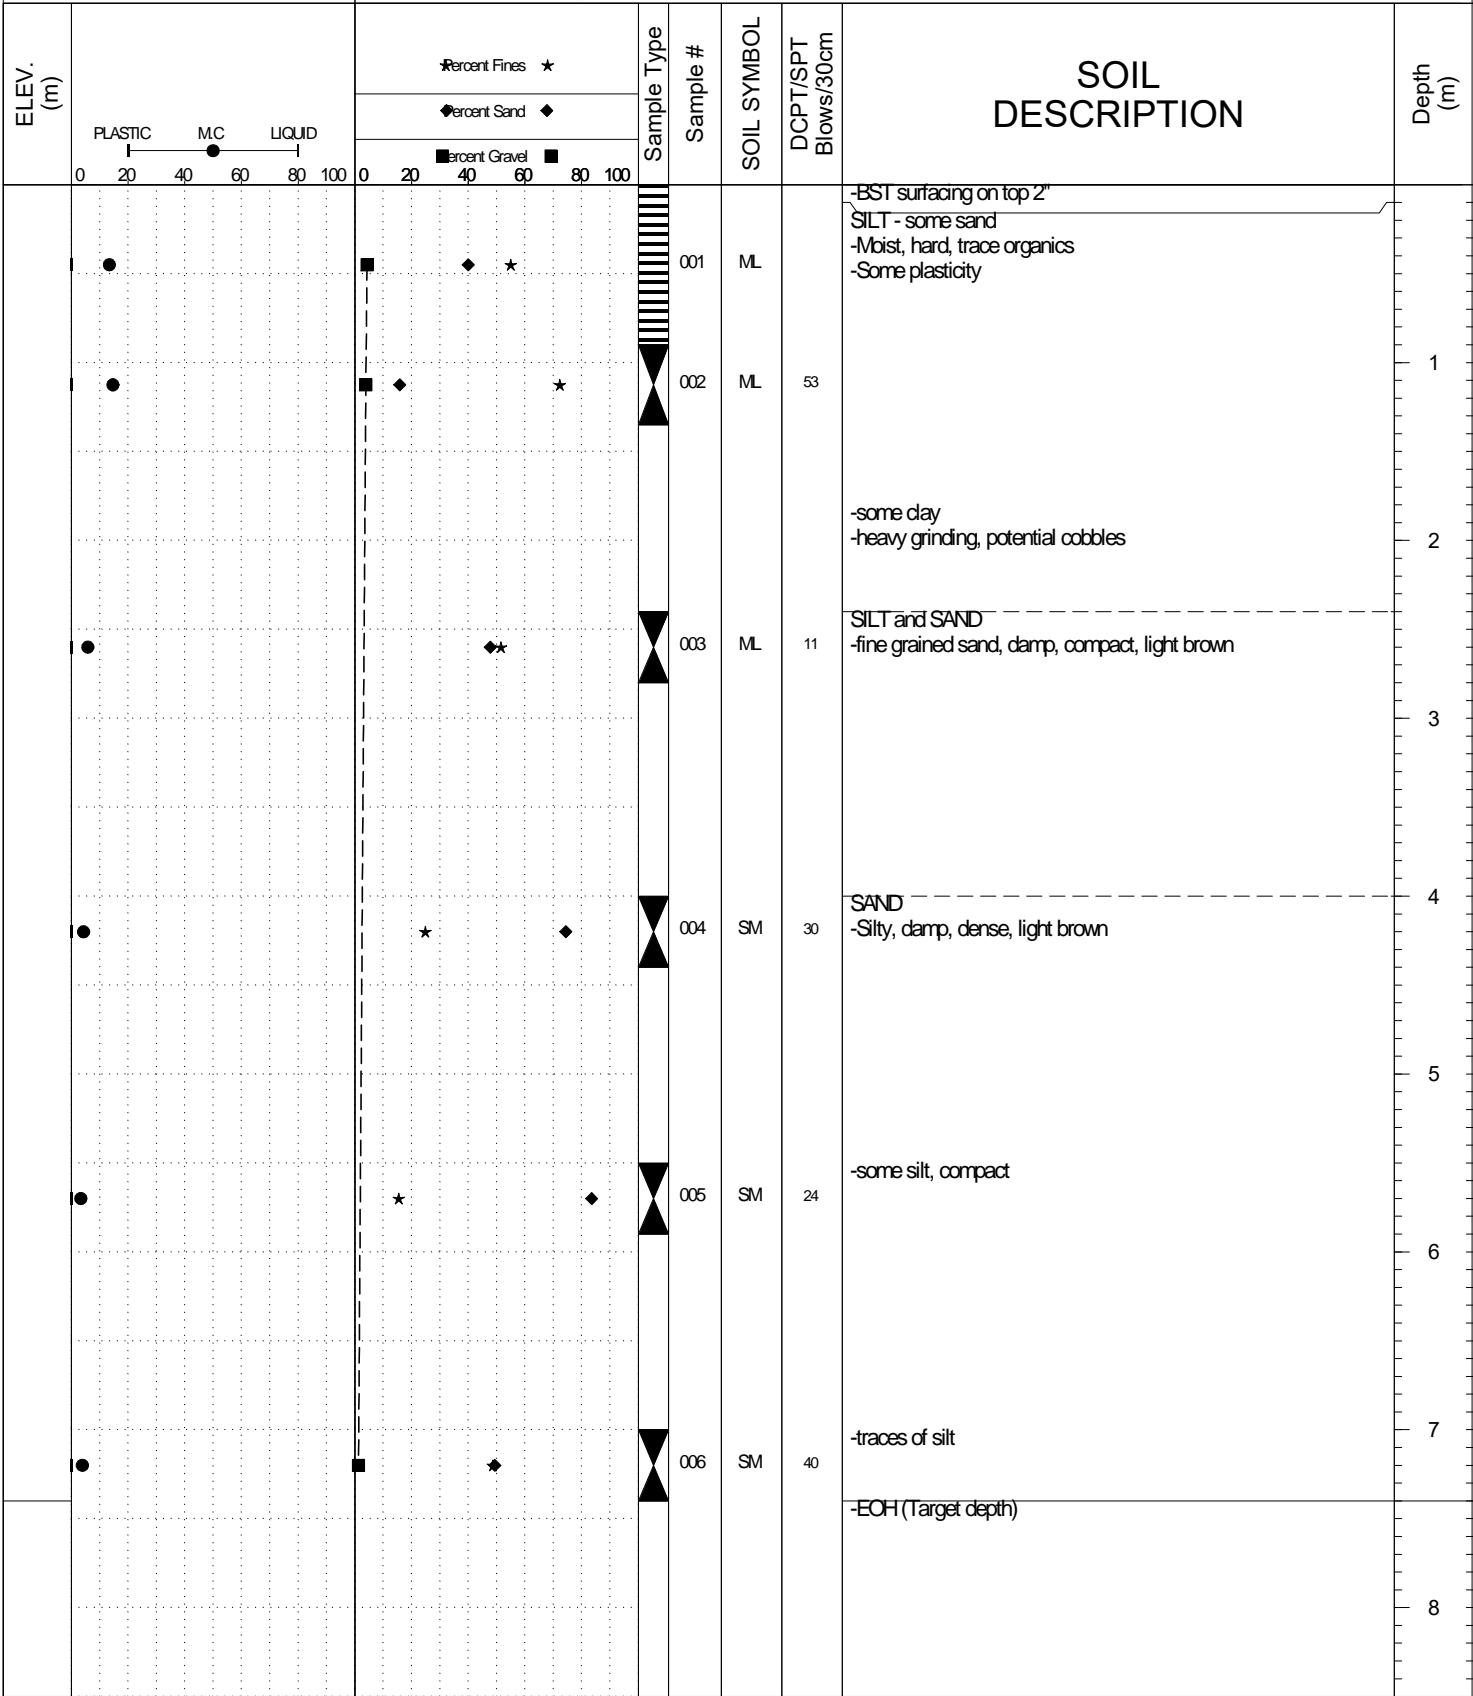 ELEV.
(m)
PLASTIC M.C LIQUID
0 20 40 60 80 100
Percent Fines
Percent Sand
Percent Gravel
0 20 40 60 80 100
Sample Type
Sample #
SOIL SYMBOL
DCPT/SPT
Blows/30cm
SOIL
DESCRIPTION
Depth
(m)
-BST surfacing on top 2"
SILT - some sand
-Moist, hard, trace organics
001 ML
-Some plasticity
1
002 ML 53
-some clay
-heavy grinding, potential cobbles
2
SILT and SAND
003 ML 11 -fine grained sand, damp, compact, light brown
3
4
SAND
004 SM 30 -Silty, damp, dense, light brown
5
-some silt, compact
005 SM 24
6
7
-traces of silt
006 SM 40
-EOH (Target depth)
8